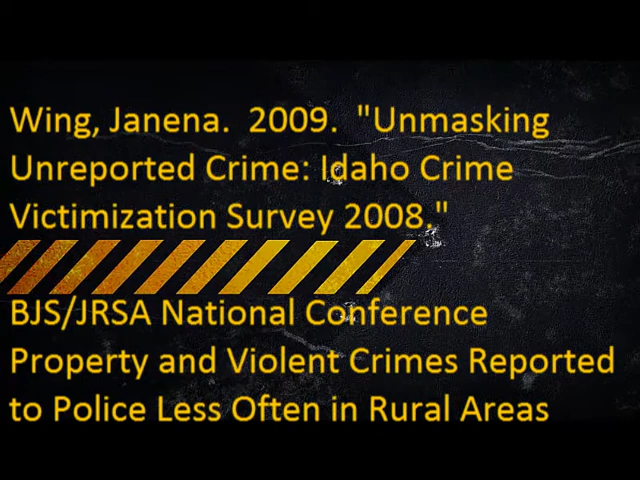 Wing, Janena.  2009.  "Unmasking
Unreported Crime: Idaho Crime
Victimization Survey 2008."
BJS/JRSA National Conference
Property and Violent Crimes Reported
to Police Less Often in Rural Areas